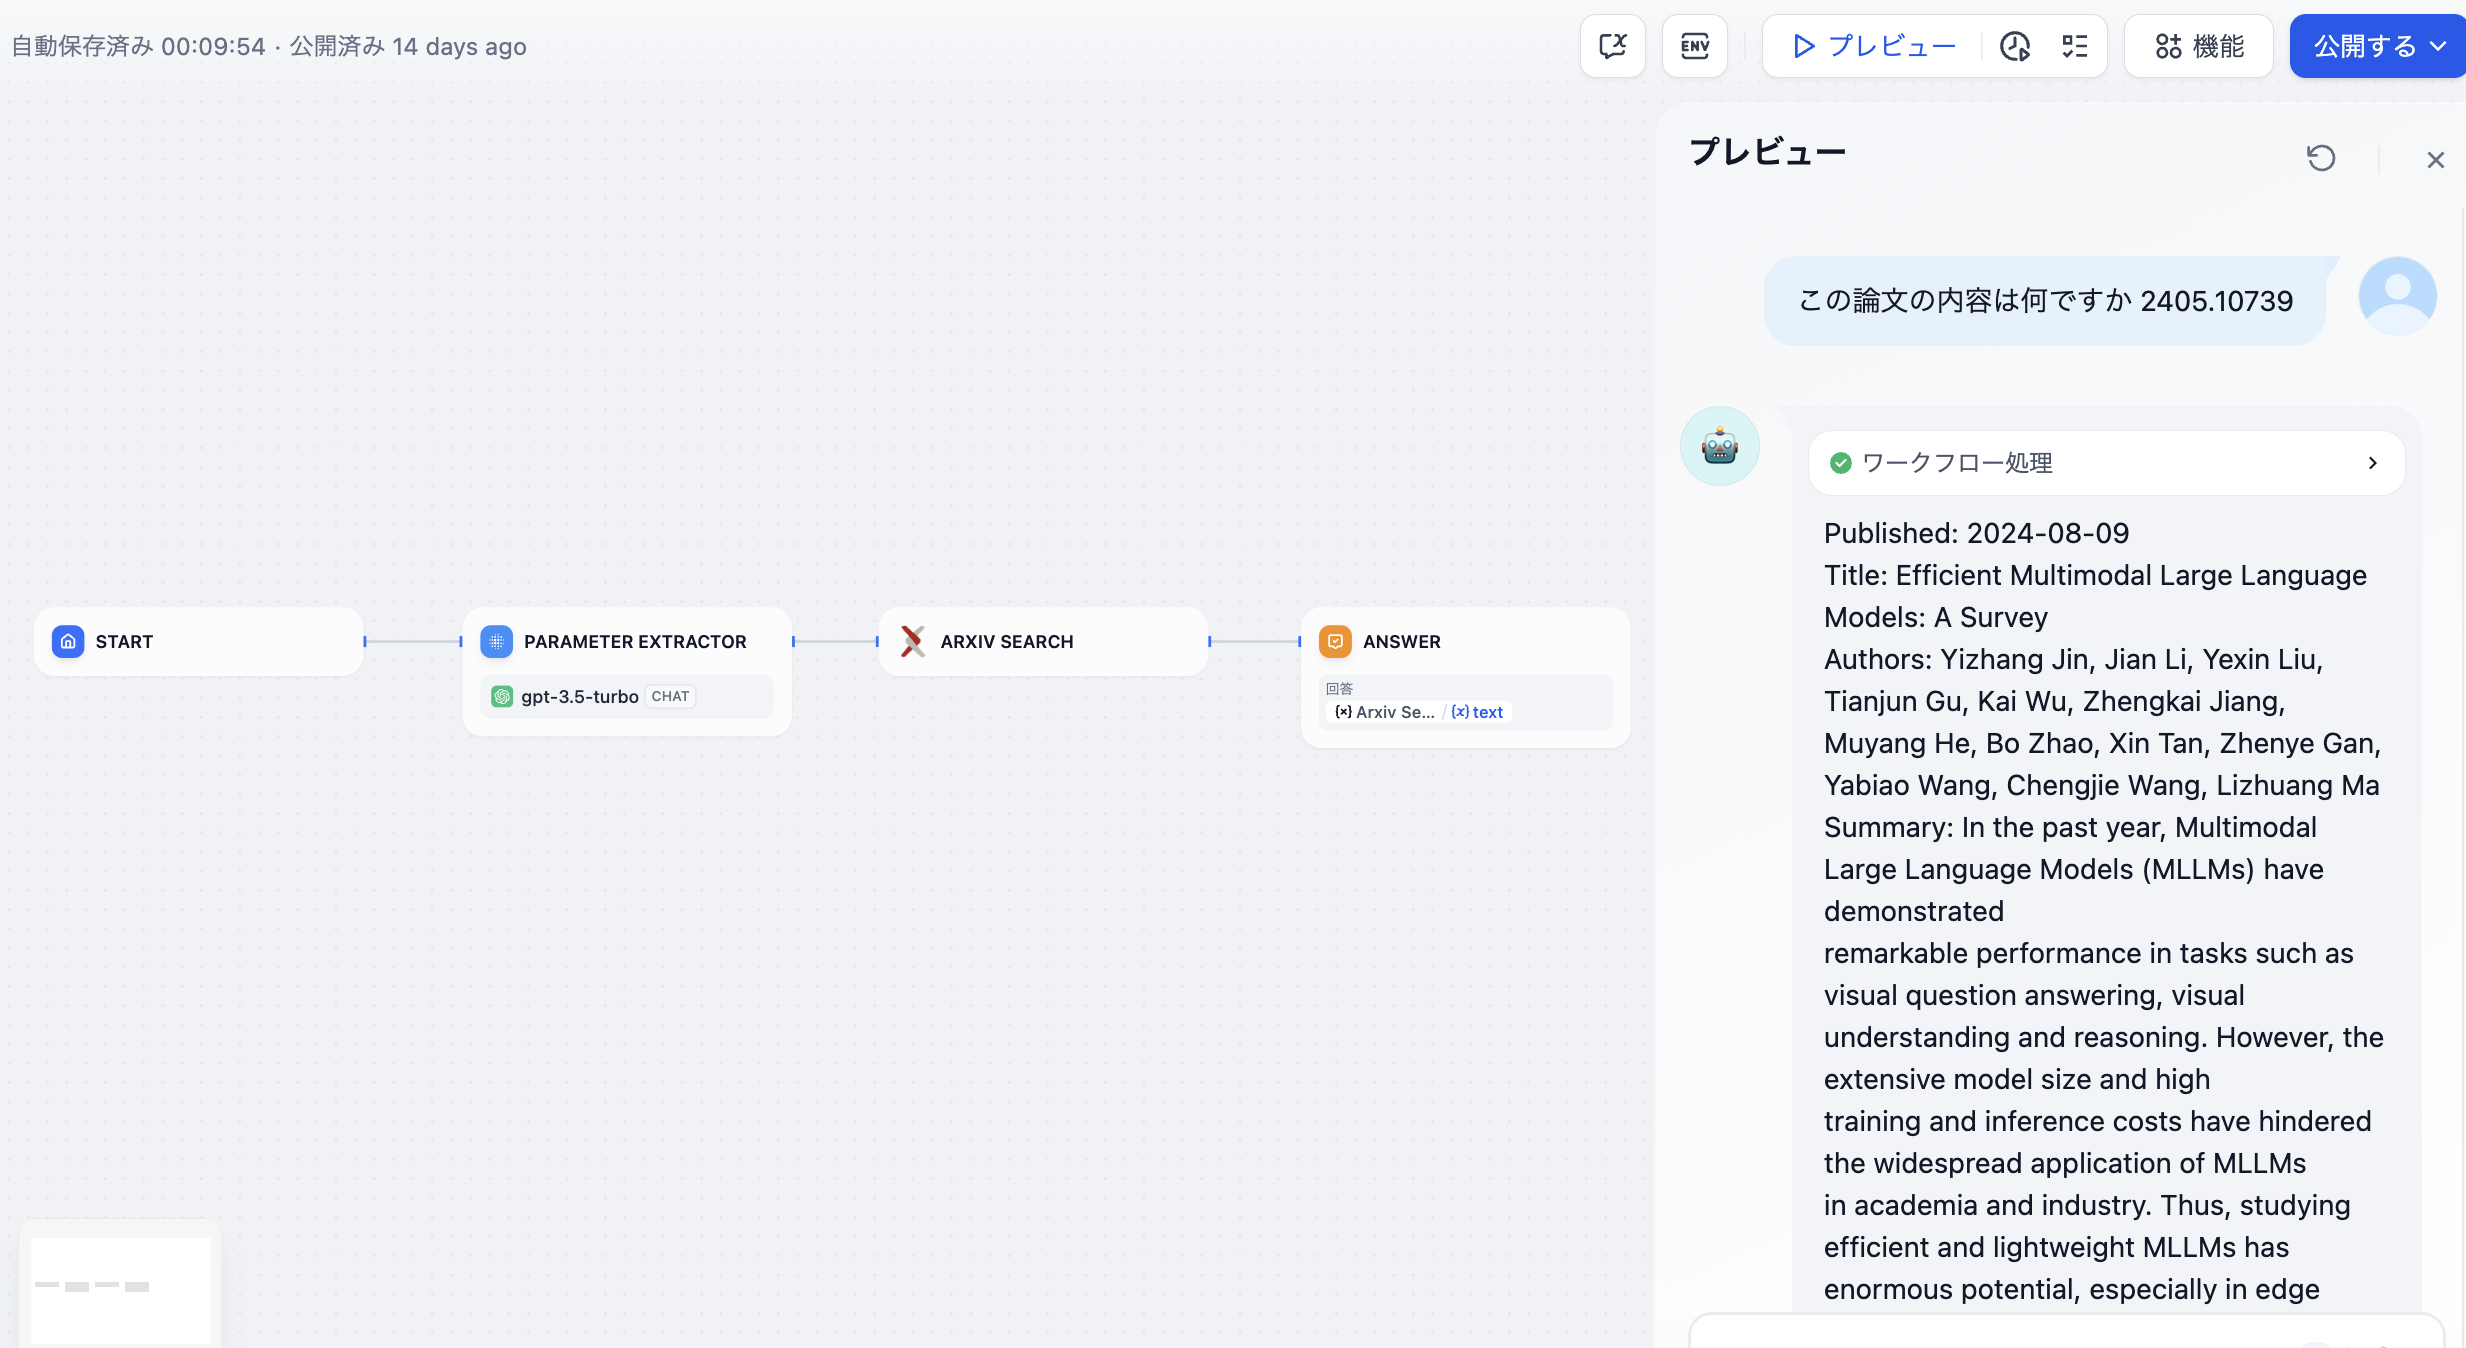 自動保存済み 00:09:54 · 公開済み 14 days ago
ENV
プレビュー
機能
公開する
プレビュー
この論文の内容は何ですか 2405.10739
ワークフロー処理
Published: 2024-08-09
Title: Efficient Multimodal Large Language
Models: A Survey
Authors: Yizhang Jin, Jian Li, Yexin Liu,
Tianjun Gu, Kai Wu, Zhengkai Jiang,
Muyang He, Bo Zhao, Xin Tan, Zhenye Gan,
Yabiao Wang, Chengjie Wang, Lizhuang Ma
Summary: In the past year, Multimodal
Large Language Models (MLLMs) have
demonstrated
remarkable performance in tasks such as
visual question answering, visual
understanding and reasoning. However, the
extensive model size and high
training and inference costs have hindered
the widespread application of MLLMs
in academia and industry. Thus, studying
efficient and lightweight MLLMs has
enormous potential, especially in edge
START
PARAMETER EXTRACTOR
gpt-3.5-turbo CHAT
ARXIV SEARCH
ANSWER
回答
{x} Arxiv Se... / {x} text